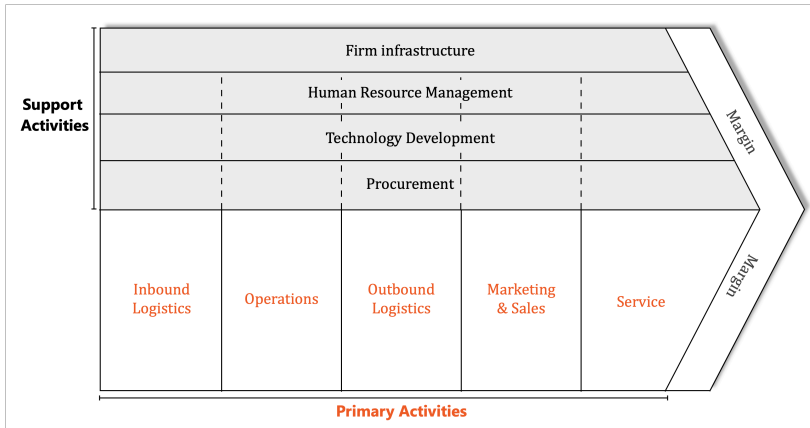 Firm infrastructure
Support
Activities
Human Resource Management
Technology Development
Procurement
Margin
Margin
Inbound
Logistics
Operations
Outbound
Logistics
Marketing
& Sales
Service
Primary Activities